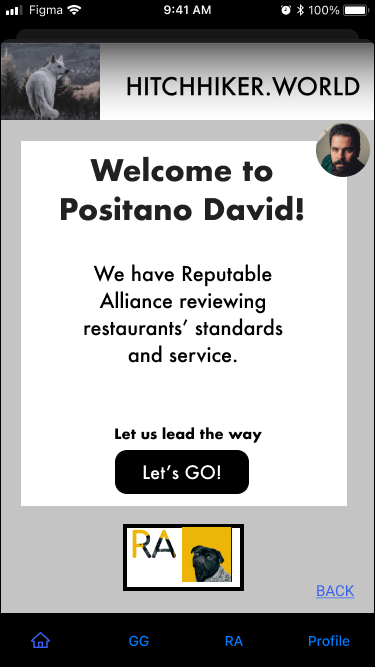 Figma 9:41 AM 100%
HITCHHIKER.WORLD
Welcome to
Positano David!
We have Reputable
Alliance reviewing
restaurants’ standards
and service.
Let us lead the way
Let’s GO!
RA
BACK
GG RA Profile